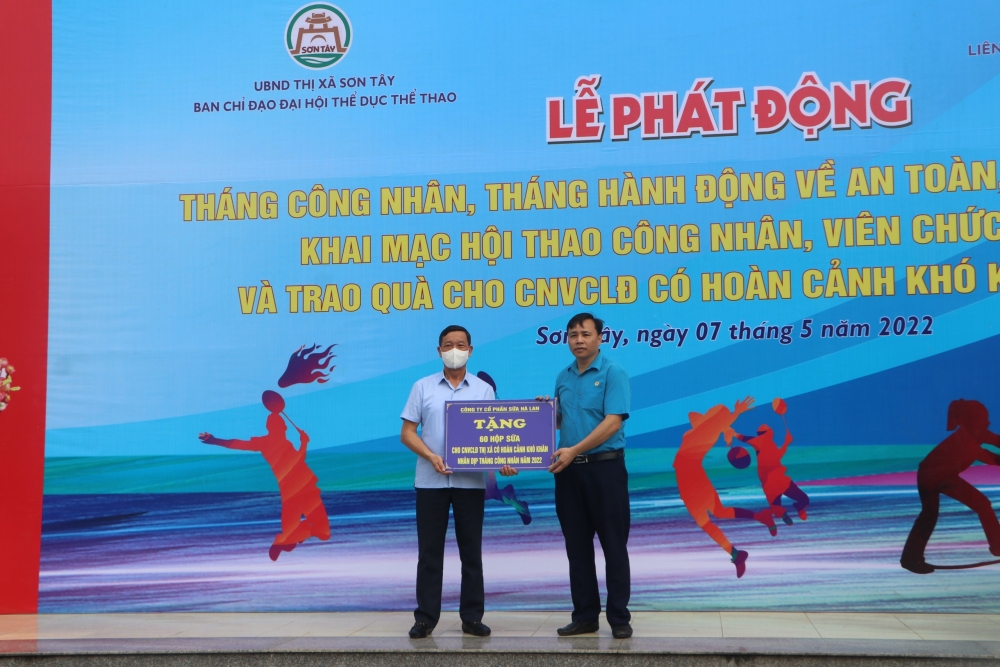 SƠN TÂY
UBND THỊ XÃ SƠN TÂY
BAN CHỈ ĐẠO ĐẠI HỘI THỂ DỤC THỂ THAO
LIÊN
LỄ PHÁT ĐỘNG
THÁNG CÔNG NHÂN, THÁNG HÀNH ĐỘNG VỀ AN TOÀN,
KHAI MẠC HỘI THAO CÔNG NHÂN, VIÊN CHỨC
VÀ TRAO QUÀ CHO CNVCLĐ CÓ HOÀN CẢNH KHÓ K
Sơn Tây, ngày 07 tháng 5 năm 2022
CÔNG TY CỔ PHẦN SỮA HÀ LAN
TẶNG
60 HỘP SỮA
CHO CNVCLĐ THỊ XÃ CÓ HOÀN CẢNH KHÓ KHĂN
NHÂN DỊP THÁNG CÔNG NHÂN NĂM 2022